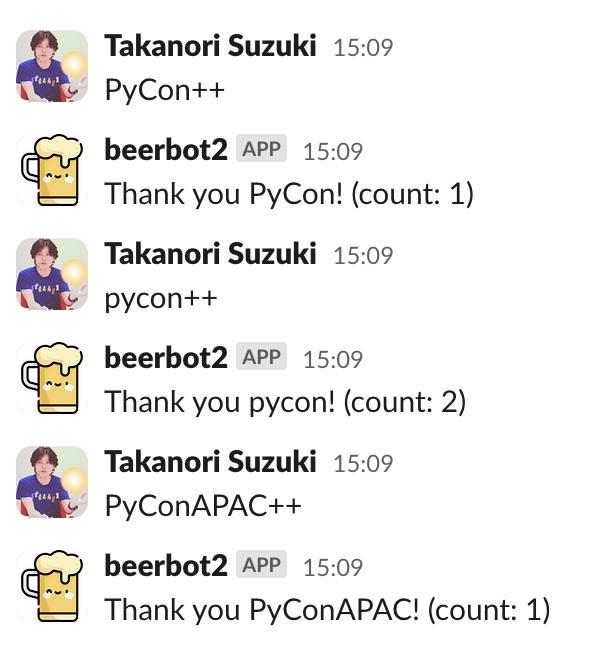 Takanori Suzuki 15:09
PyCon++
beerbot2 APP 15:09
Thank you PyCon! (count: 1)
Takanori Suzuki 15:09
pycon++
beerbot2 APP 15:09
Thank you pycon! (count: 2)
Takanori Suzuki 15:09
PyConAPAC++
beerbot2 APP 15:09
Thank you PyConAPAC! (count: 1)